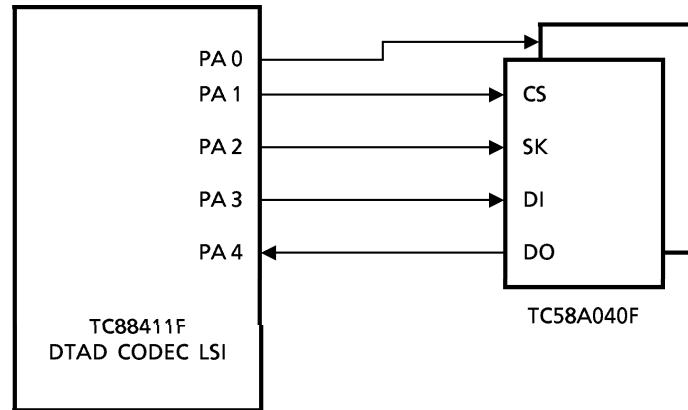 PA 0
PA 1
PA 2
PA 3
PA 4
CS
SK
DI
DO
TC88411F
DTAD CODEC LSI
TC58A040F